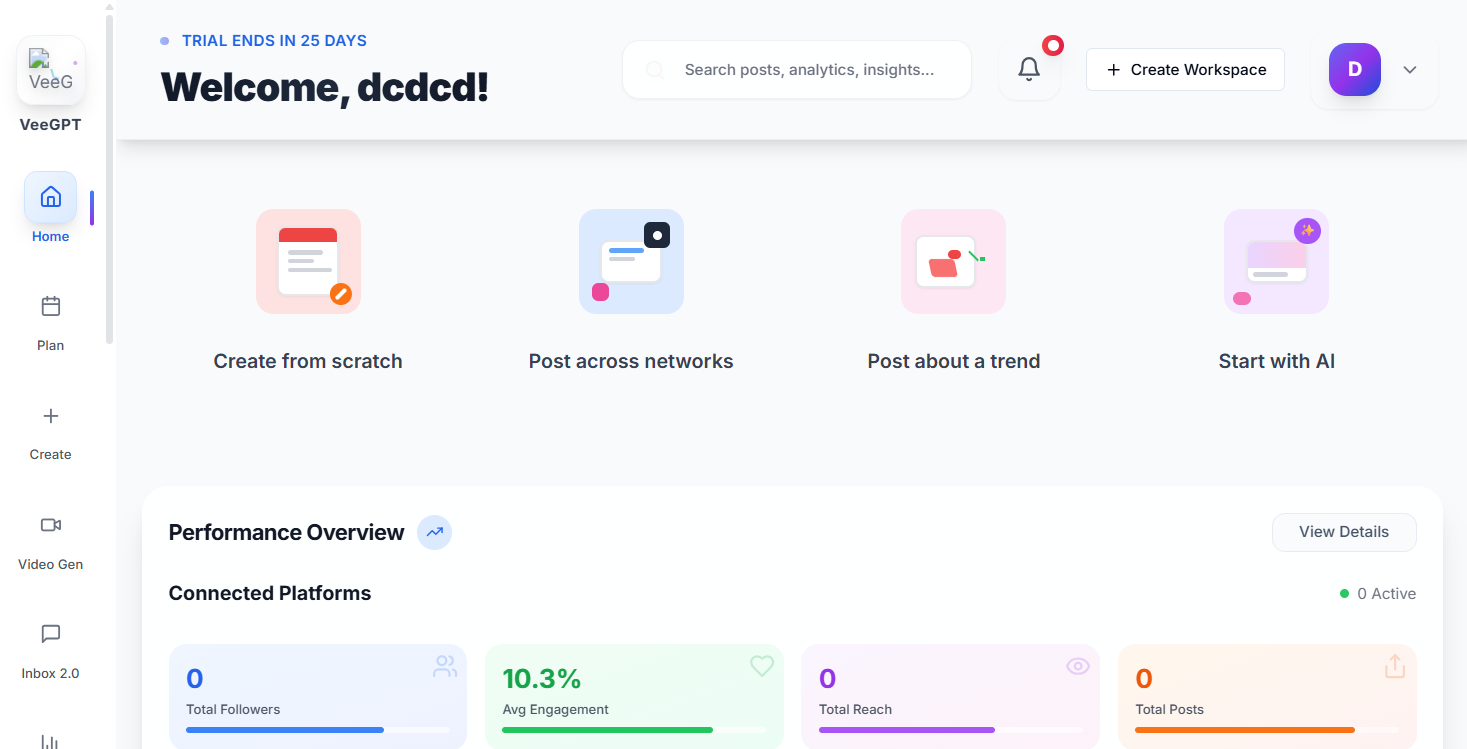 VeeG
VeeGPT
Home
Plan
Create
Video Gen
Inbox 2.0
TRIAL ENDS IN 25 DAYS
Welcome, dcdcd!
Search posts, analytics, insights...
Create Workspace
D
Create from scratch
Post across networks
Post about a trend
Start with AI
Performance Overview
View Details
Connected Platforms
0 Active
0
Total Followers
10.3%
Avg Engagement
0
Total Reach
0
Total Posts